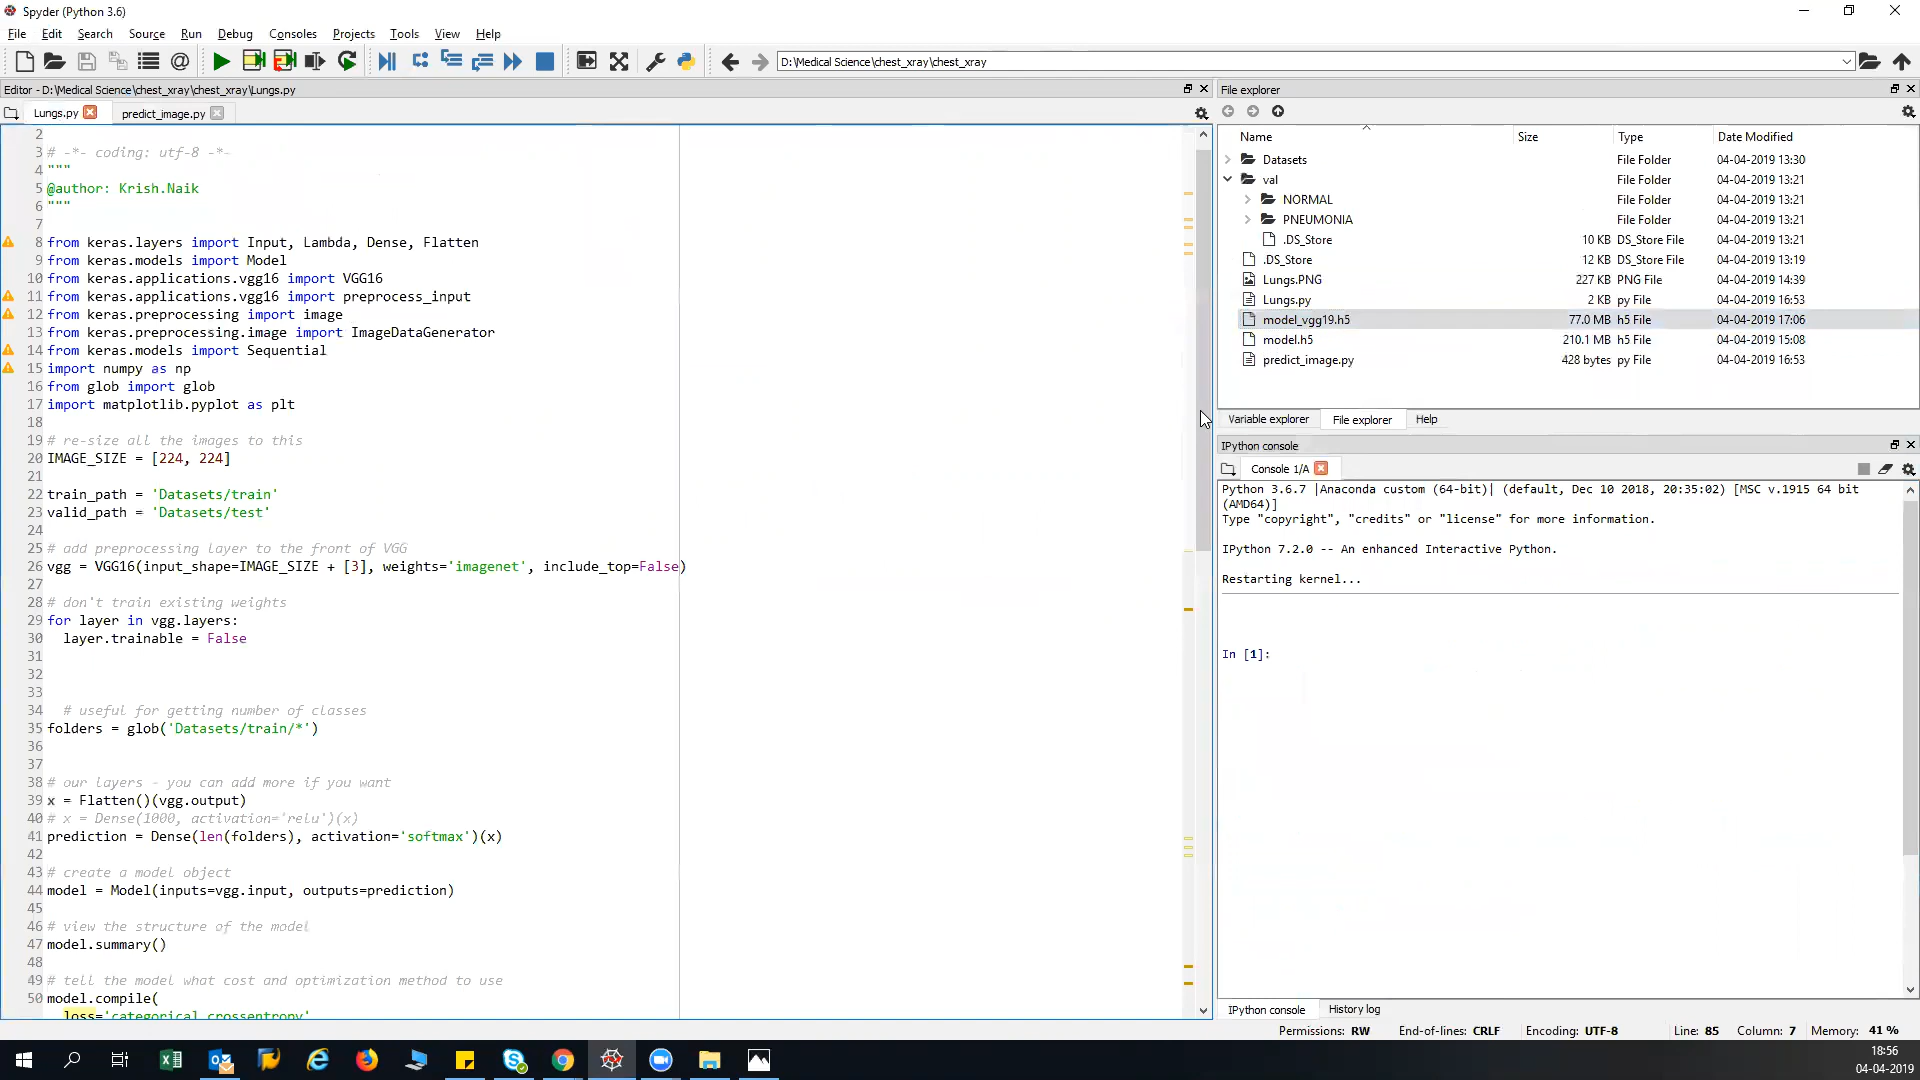 Spyder (Python 3.6)
File Edit Search Source Run Debug Consoles Projects Tools View Help
D:\Medical Science\chest_xray\chest_xray
Editor - D:\Medical Science\chest_xray\chest_xray\Lungs.py
Lungs.py predict_image.py
2
3 # -*- coding: utf-8 -*-
4 """
5 @author: Krish.Naik
6 """
7
8 from keras.layers import Input, Lambda, Dense, Flatten
9 from keras.models import Model
10 from keras.applications.vgg16 import VGG16
11 from keras.applications.vgg16 import preprocess_input
12 from keras.preprocessing import image
13 from keras.preprocessing.image import ImageDataGenerator
14 from keras.models import Sequential
15 import numpy as np
16 from glob import glob
17 import matplotlib.pyplot as plt
18
19 # re-size all the images to this
20 IMAGE_SIZE = [224, 224]
21
22 train_path = 'Datasets/train'
23 valid_path = 'Datasets/test'
24
25 # add preprocessing layer to the front of VGG
26 vgg = VGG16(input_shape=IMAGE_SIZE + [3], weights='imagenet', include_top=False)
27
28 # don't train existing weights
29 for layer in vgg.layers:
30 layer.trainable = False
31
32
33
34 # useful for getting number of classes
35 folders = glob('Datasets/train/*')
36
37
38 # our layers - you can add more if you want
39 x = Flatten()(vgg.output)
40 # x = Dense(1000, activation='relu')(x)
41 prediction = Dense(len(folders), activation='softmax')(x)
42
43 # create a model object
44 model = Model(inputs=vgg.input, outputs=prediction)
45
46 # view the structure of the model
47 model.summary()
48
49 # tell the model what cost and optimization method to use
50 model.compile(
loss='categorical_crossentropy'
File explorer
Name Size Type Date Modified
Datasets File Folder 04-04-2019 13:30
val File Folder 04-04-2019 13:21
NORMAL File Folder 04-04-2019 13:21
PNEUMONIA File Folder 04-04-2019 13:21
.DS_Store 10 KB DS_Store File 04-04-2019 13:21
.DS_Store 12 KB DS_Store File 04-04-2019 13:19
Lungs.PNG 227 KB PNG File 04-04-2019 14:39
Lungs.py 2 KB py File 04-04-2019 16:53
model_vgg19.h5 77.0 MB h5 File 04-04-2019 17:06
model.h5 210.1 MB h5 File 04-04-2019 15:08
predict_image.py 428 bytes py File 04-04-2019 16:53
Variable explorer File explorer Help
IPython console
Console 1/A
Python 3.6.7 |Anaconda custom (64-bit)| (default, Dec 10 2018, 20:35:02) [MSC v.1915 64 bit
(AMD64)]
Type "copyright", "credits" or "license" for more information.
IPython 7.2.0 -- An enhanced Interactive Python.
Restarting kernel...
In [1]:
IPython console History log
Permissions: RW End-of-lines: CRLF Encoding: UTF-8 Line: 85 Column: 7 Memory: 41 %
18:56
04-04-2019